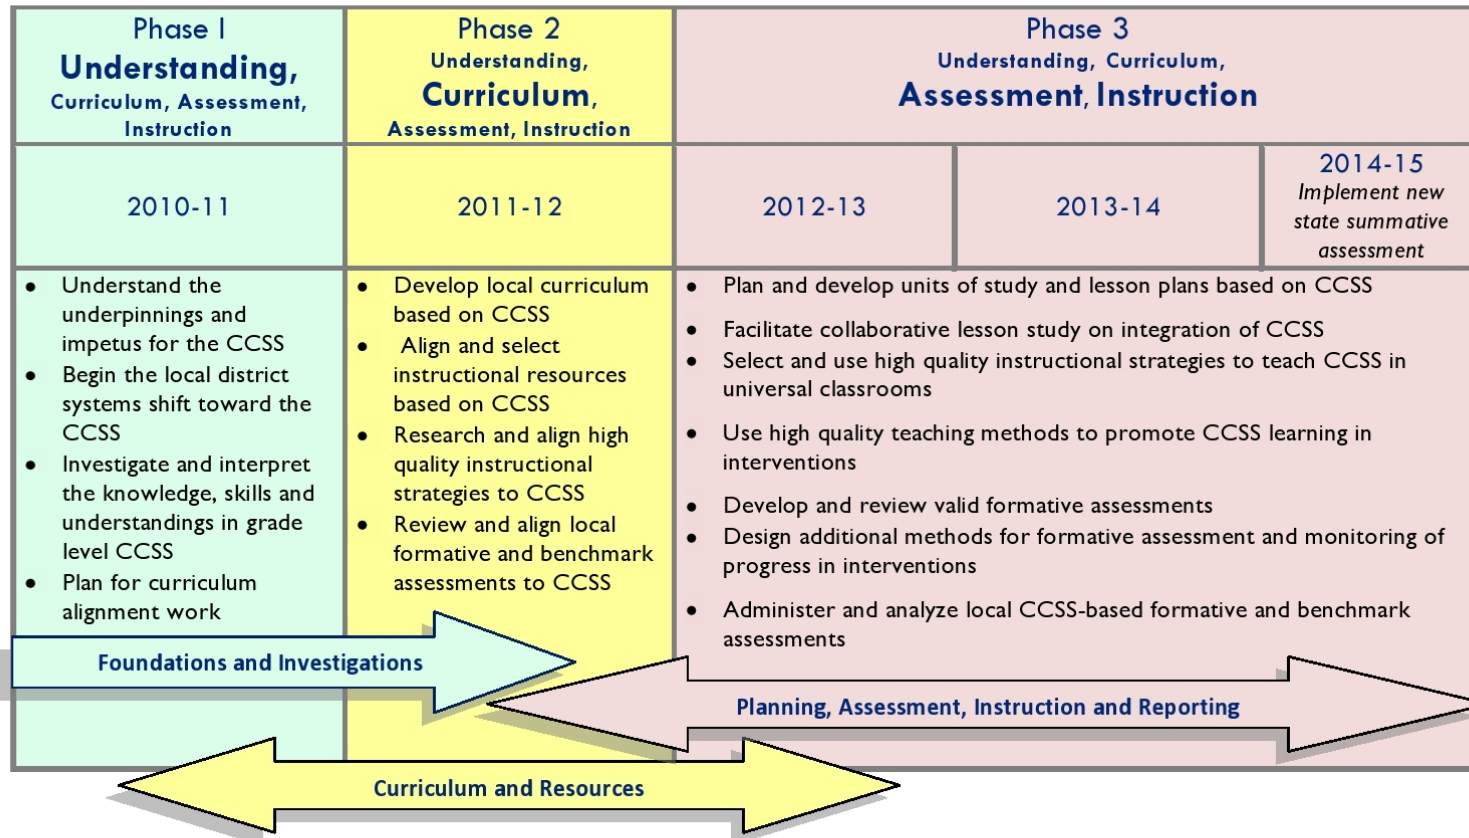 Phase I
Understanding,
Curriculum, Assessment,
Instruction
Phase 2
Understanding,
Curriculum,
Assessment, Instruction
Phase 3
Understanding, Curriculum,
Assessment, Instruction
2010-11
2011-12
2012-13
2013-14
2014-15
Implement new
state summative
assessment
• Understand the
underpinnings and
impetus for the CCSS
• Begin the local district
systems shift toward the
CCSS
• Investigate and interpret
the knowledge, skills and
understandings in grade
level CCSS
• Plan for curriculum
alignment work
• Develop local curriculum
based on CCSS
• Align and select
instructional resources
based on CCSS
• Research and align high
quality instructional
strategies to CCSS
• Review and align local
formative and benchmark
assessments to CCSS
• Plan and develop units of study and lesson plans based on CCSS
• Facilitate collaborative lesson study on integration of CCSS
• Select and use high quality instructional strategies to teach CCSS in
universal classrooms
• Use high quality teaching methods to promote CCSS learning in
interventions
• Develop and review valid formative assessments
• Design additional methods for formative assessment and monitoring of
progress in interventions
• Administer and analyze local CCSS-based formative and benchmark
assessments
Foundations and Investigations
Planning, Assessment, Instruction and Reporting
Curriculum and Resources